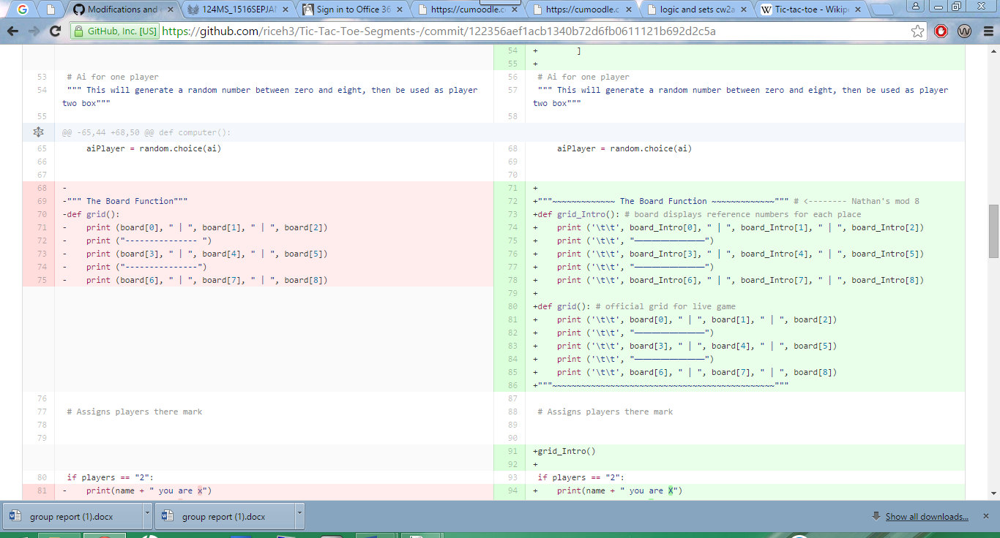 Modifications and
124MS_1516SEPJA
Sign in to Office 36
https://cumoodle.c
https://cumoodle.c
logic and sets cw2a
Tic-tac-toe - Wikip
GitHub, Inc. [US] https://github.com/riceh3/Tic-Tac-Toe-Segments-/commit/122356aef1acb1340b72d6fb0611121b692d2c5a
54 + ]
55 +
53 # Ai for one player 56 # Ai for one player
54 """ This will generate a random number between zero and eight, then be used as player 57 """ This will generate a random number between zero and eight, then be used as player
two box""" two box"""
55 58
@@ -65,44 +68,50 @@ def computer():
65 aiPlayer = random.choice(ai) 68 aiPlayer = random.choice(ai)
66 69
67 70
68 - 71 +
69 -""" The Board Function""" 72 +"""~~~~~~~~~~~~~ The Board Function ~~~~~~~~~~~~~""" # <-------- Nathan's mod 8
70 -def grid(): 73 +def grid_Intro(): # board displays reference numbers for each place
71 - print (board[0], " | ", board[1], " | ", board[2]) 74 + print ('\t\t', board_Intro[0], " | ", board_Intro[1], " | ", board_Intro[2])
72 - print ("--------------- ") 75 + print ('\t\t', "———————————————")
73 - print (board[3], " | ", board[4], " | ", board[5]) 76 + print ('\t\t', board_Intro[3], " | ", board_Intro[4], " | ", board_Intro[5])
74 - print ("---------------") 77 + print ('\t\t', "———————————————")
75 - print (board[6], " | ", board[7], " | ", board[8]) 78 + print ('\t\t', board_Intro[6], " | ", board_Intro[7], " | ", board_Intro[8])
79 +
80 +def grid(): # official grid for live game
81 + print ('\t\t', board[0], " | ", board[1], " | ", board[2])
82 + print ('\t\t', "———————————————")
83 + print ('\t\t', board[3], " | ", board[4], " | ", board[5])
84 + print ('\t\t', "———————————————")
85 + print ('\t\t', board[6], " | ", board[7], " | ", board[8])
86 +"""~~~~~~~~~~~~~~~~~~~~~~~~~~~~~~~~~~~~~~~~~~~~~~"""
76 87
77 # Assigns players there mark 88 # Assigns players there mark
78 89
79 90
91 +grid_Intro()
92 +
80 if players == "2": 93 if players == "2":
81 - print(name + " you are x") 94 + print(name + " you are X")
group report (1).docx
group report (1).docx
Show all downloads...